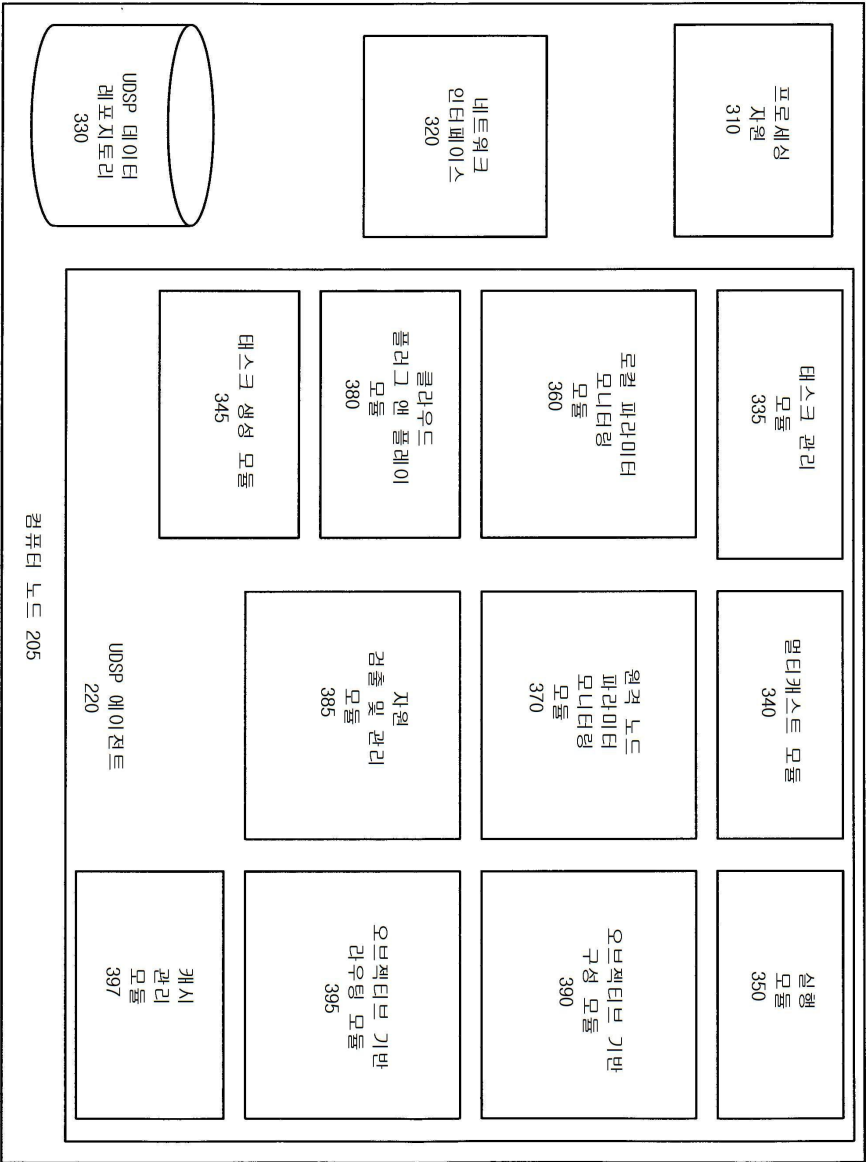 프로세싱
자원
310
태스크 관리
모듈
335
멀티캐스트 모듈
340
실행
모듈
350
네트워크
인터페이스
320
로컬 파라미터
모니터링
모듈
360
원격 노드
파라미터
모니터링
모듈
370
오브젝티브 기반
구성 모듈
390
클라우드
플러그 앤 플레이
모듈
380
자원
검출 및 관리
모듈
385
오브젝티브 기반
라우팅 모듈
395
UDSP 데이터
레포지토리
330
태스크 생성 모듈
345
UDSP 에이전트
220
캐시
관리
모듈
397
컴퓨터 노드 205